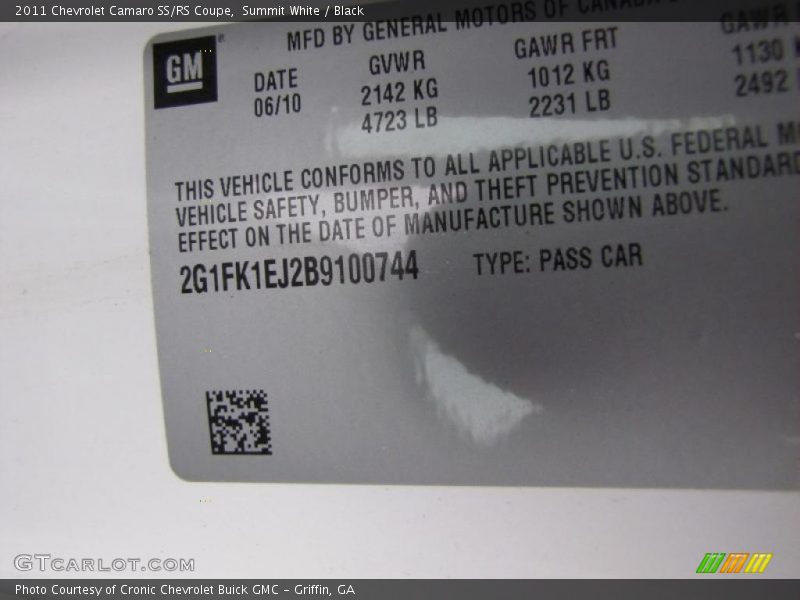 2011 Chevrolet Camaro SS/RS Coupe, Summit White / Black
MFD BY GENERAL MOTORS OF CANADA
GM
DATE GVWR GAWR FRT GAWR
06/10 2142 KG 1012 KG 1130
4723 LB 2231 LB 2492
THIS VEHICLE CONFORMS TO ALL APPLICABLE U.S. FEDERAL M
VEHICLE SAFETY, BUMPER, AND THEFT PREVENTION STANDARD
EFFECT ON THE DATE OF MANUFACTURE SHOWN ABOVE.
2G1FK1EJ2B9100744 TYPE: PASS CAR
GTCARLOT.COM
Photo Courtesy of Cronic Chevrolet Buick GMC – Griffin, GA